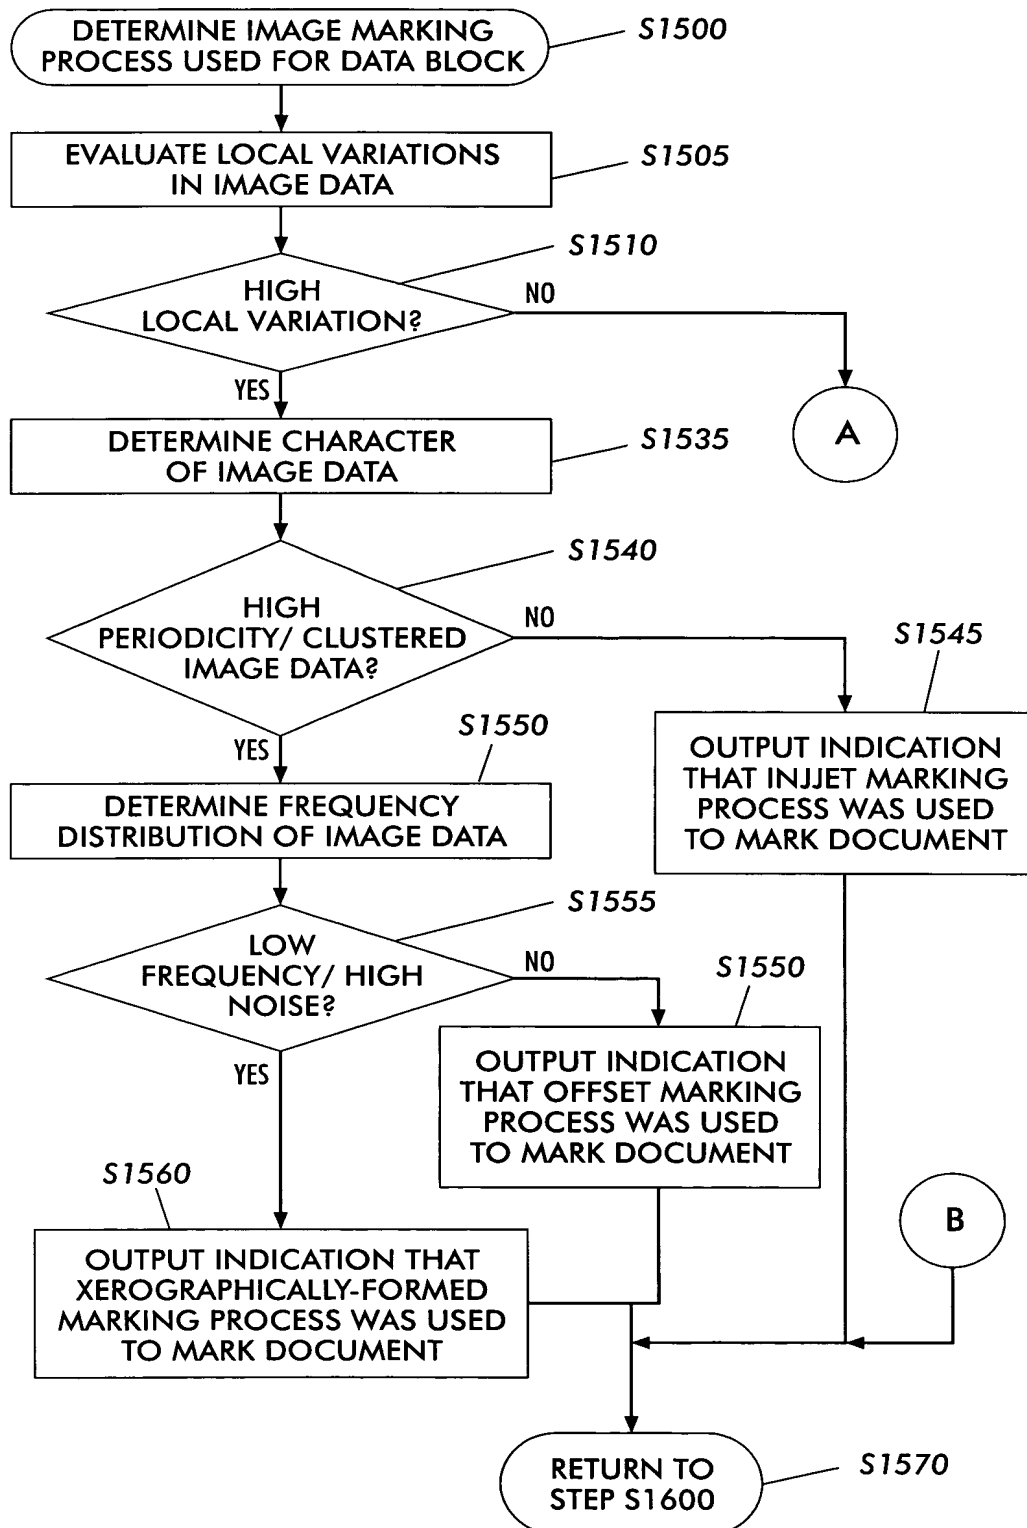 DETERMINE IMAGE MARKING
PROCESS USED FOR DATA BLOCK
S1500
EVALUATE LOCAL VARIATIONS
IN IMAGE DATA
S1505
S1510
HIGH
LOCAL VARIATION?
NO
YES
A
DETERMINE CHARACTER
OF IMAGE DATA
S1535
S1540
HIGH
PERIODICITY/ CLUSTERED
IMAGE DATA?
NO
YES
S1545
OUTPUT INDICATION
THAT INJJET MARKING
PROCESS WAS USED
TO MARK DOCUMENT
S1550
DETERMINE FREQUENCY
DISTRIBUTION OF IMAGE DATA
S1555
LOW
FREQUENCY/ HIGH
NOISE?
NO
YES
S1550
OUTPUT INDICATION
THAT OFFSET MARKING
PROCESS WAS USED
TO MARK DOCUMENT
S1560
OUTPUT INDICATION THAT
XEROGRAPHICALLY-FORMED
MARKING PROCESS WAS USED
TO MARK DOCUMENT
B
RETURN TO
STEP S1600
S1570